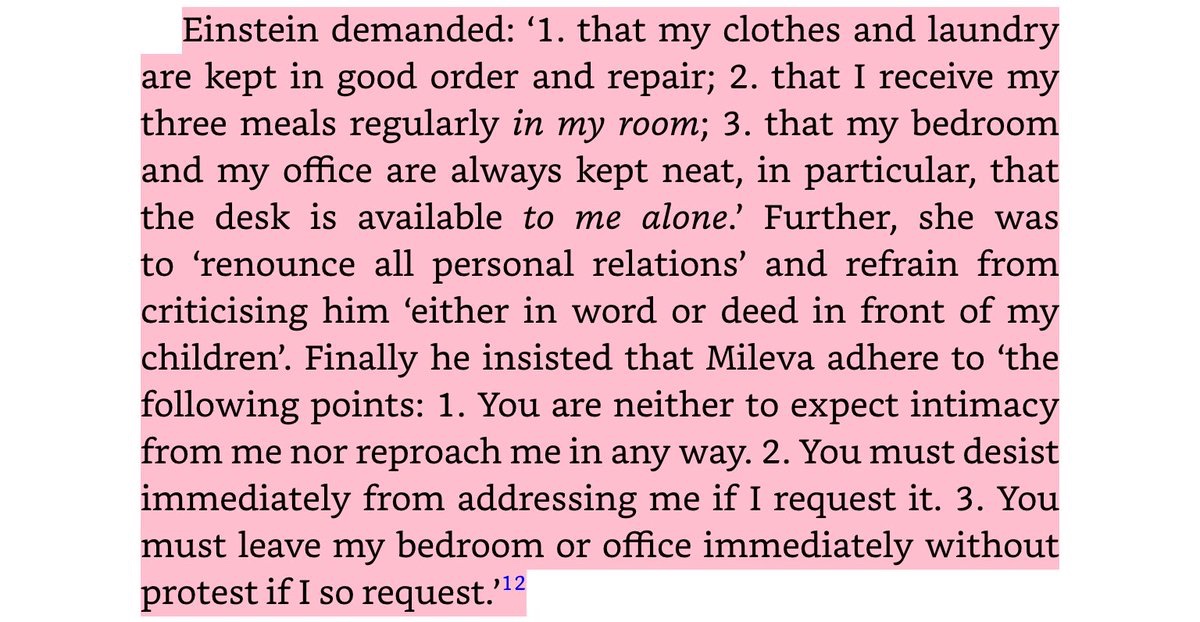 Einstein demanded: ‘1. that my clothes and laundry
are kept in good order and repair; 2. that I receive my
three meals regularly in my room; 3. that my bedroom
and my office are always kept neat, in particular, that
the desk is available to me alone.’ Further, she was
to ‘renounce all personal relations’ and refrain from
criticising him ‘either in word or deed in front of my
children’. Finally he insisted that Mileva adhere to ‘the
following points: 1. You are neither to expect intimacy
from me nor reproach me in any way. 2. You must desist
immediately from addressing me if I request it. 3. You
must leave my bedroom or office immediately without
protest if I so request.’12